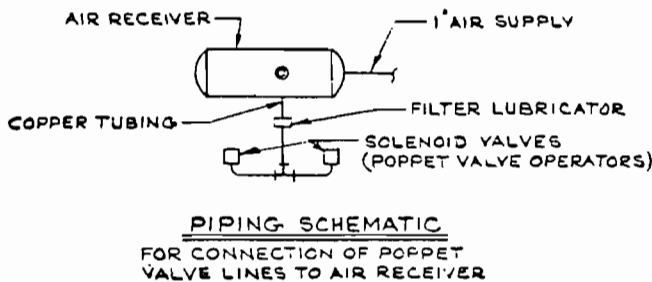 AIR RECEIVER
1" AIR SUPPLY
COPPER TUBING
FILTER LUBRICATOR
SOLENOID VALVES
(POPPET VALVE OPERATORS)
PIPING SCHEMATIC
FOR CONNECTION OF POPPET
VALVE LINES TO AIR RECEIVER